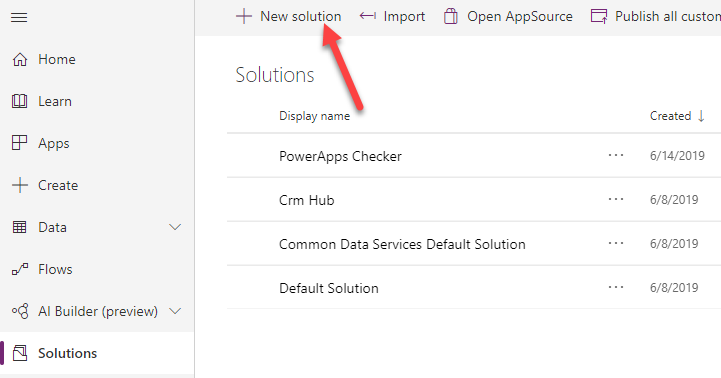 + New solution Import Open AppSource Publish all custom
Home
Learn
Apps
Create
Data
Flows
AI Builder (preview)
Solutions
Solutions
Display name Created ↓
PowerApps Checker ... 6/14/2019
Crm Hub ... 6/8/2019
Common Data Services Default Solution ... 6/8/2019
Default Solution ... 6/8/2019